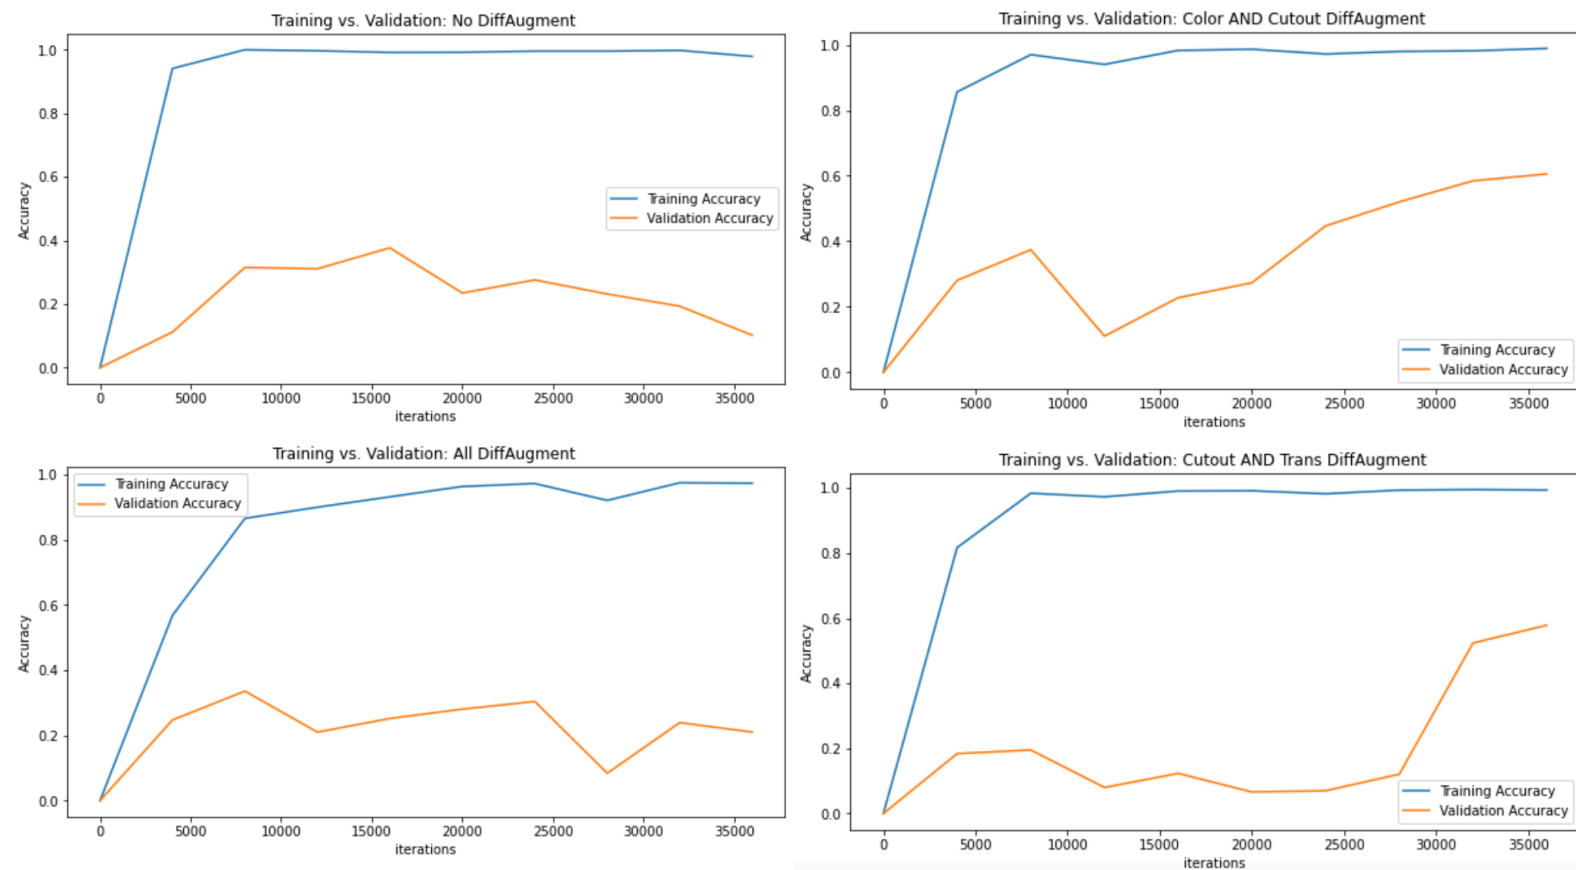 Training vs. Validation: No DiffAugment
1.0
0.8
0.6
0.4
0.2
0.0
Accuracy
Training Accuracy
Validation Accuracy
0 5000 10000 15000 20000 25000 30000 35000
iterations
Training vs. Validation: Color AND Cutout DiffAugment
1.0
0.8
0.6
0.4
0.2
0.0
Accuracy
Training Accuracy
Validation Accuracy
0 5000 10000 15000 20000 25000 30000 35000
iterations
Training vs. Validation: All DiffAugment
1.0
0.8
0.6
0.4
0.2
0.0
Accuracy
Training Accuracy
Validation Accuracy
0 5000 10000 15000 20000 25000 30000 35000
iterations
Training vs. Validation: Cutout AND Trans DiffAugment
1.0
0.8
0.6
0.4
0.2
0.0
Accuracy
Training Accuracy
Validation Accuracy
0 5000 10000 15000 20000 25000 30000 35000
iterations